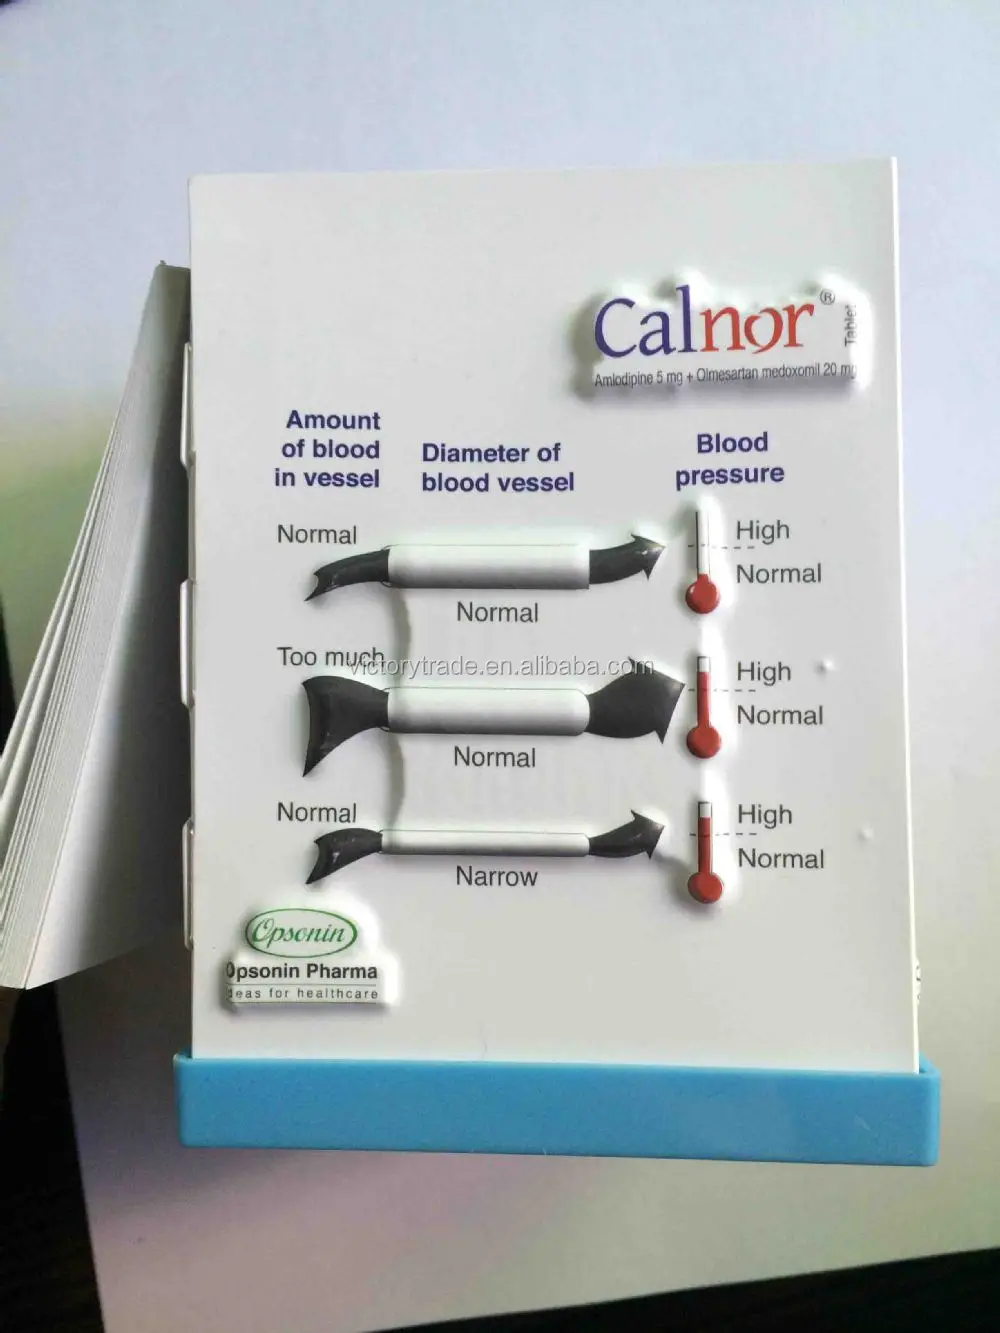 Calnor®
Tablet
Amlodipine 5 mg + Olmesartan medoxomil 20 mg
Amount
of blood
in vessel
Diameter of
blood vessel
Blood
pressure
Normal
Normal
High
Normal
Too much
victorytrade.en.alibaba.com
Normal
High
Normal
Normal
Narrow
High
Normal
Opsonin
Opsonin Pharma
deas for healthcare